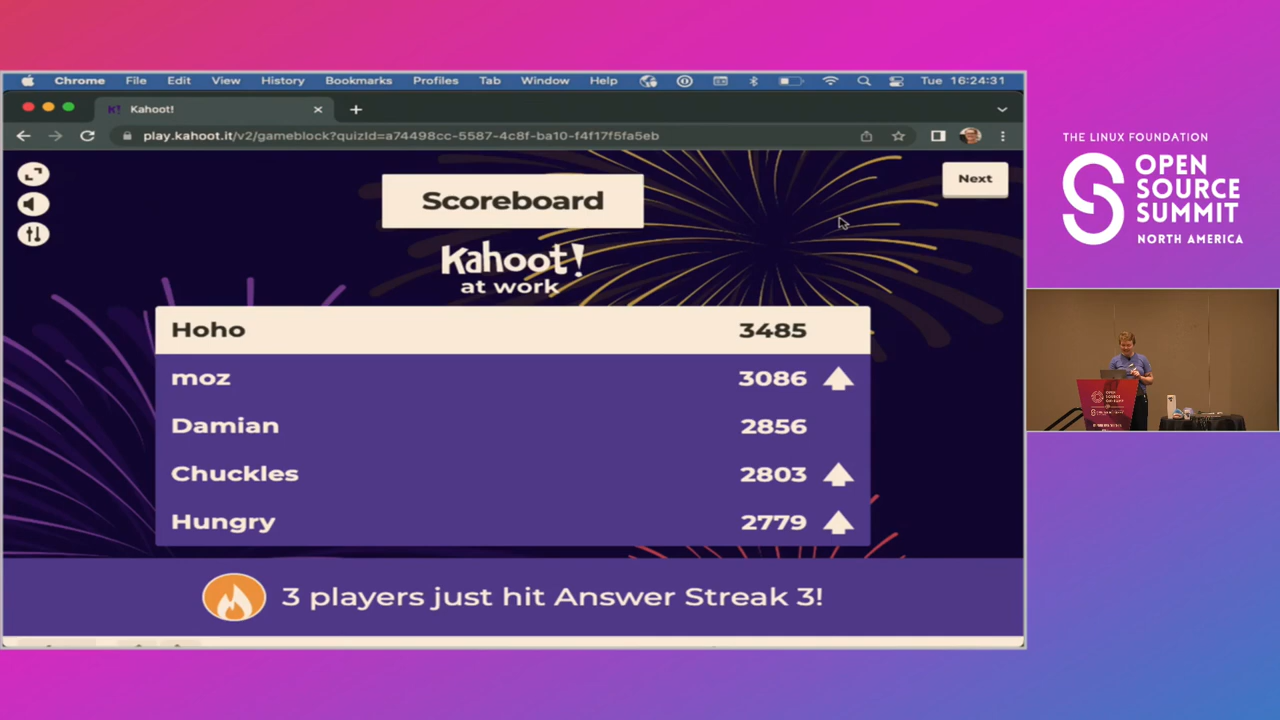 Chrome File Edit View History Bookmarks Profiles Tab Window Help Tue 16:24:31
K! Kahoot!
play.kahoot.it/v2/gameblock?quizId=a74498cc-5587-4c8f-ba10-f4f17f5fa5eb
Next
Scoreboard
Kahoot!
at work
Hoho 3485
moz 3086
Damian 2856
Chuckles 2803
Hungry 2779
3 players just hit Answer Streak 3!
THE LINUX FOUNDATION
OPEN
SOURCE
SUMMIT
NORTH AMERICA